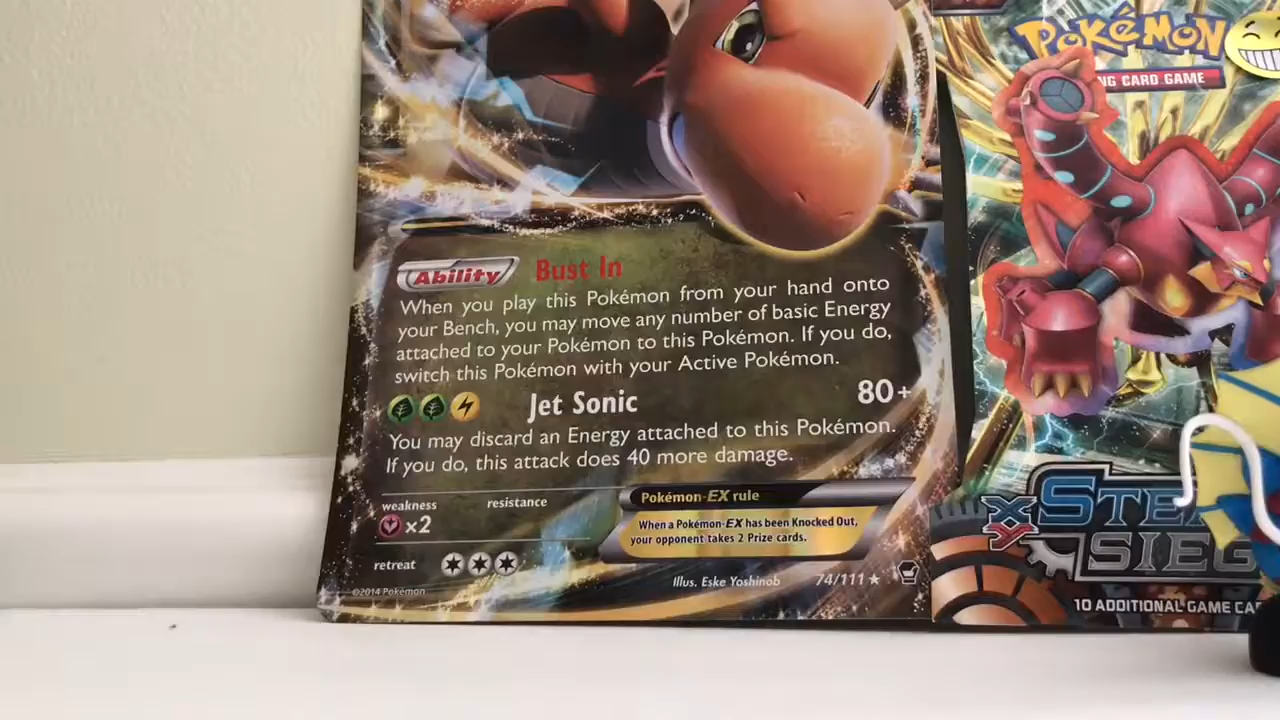 Ability Bust In
When you play this Pokémon from your hand onto
your Bench, you may move any number of basic Energy
attached to your Pokémon to this Pokémon. If you do,
switch this Pokémon with your Active Pokémon.
Jet Sonic 80+
You may discard an Energy attached to this Pokémon.
If you do, this attack does 40 more damage.
weakness resistance
×2
Pokémon-EX rule
When a Pokémon-EX has been Knocked Out,
your opponent takes 2 Prize cards.
retreat
Illus. Eske Yoshinob 74/111
©2014 Pokémon
POKéMON
NG CARD GAME
XY
STE
SIEG
10 ADDITIONAL GAME CA